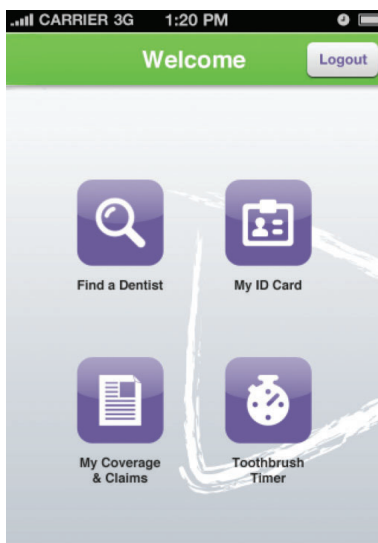 CARRIER 3G 1:20 PM
Welcome
Logout
Find a Dentist
My ID Card
My Coverage
& Claims
Toothbrush
Timer